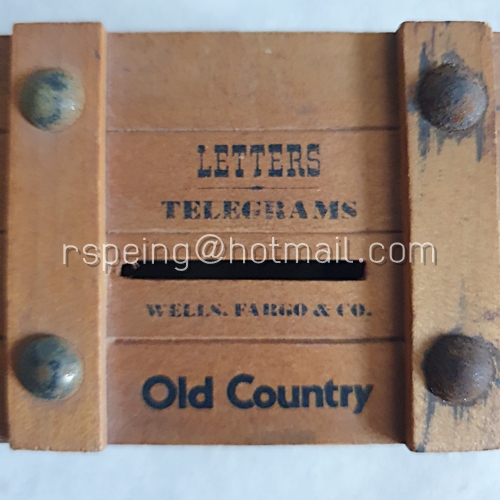 LETTERS
TELEGRAMS
rspeing@hotmail.com
WELLS. FARGO & CO.
Old Country